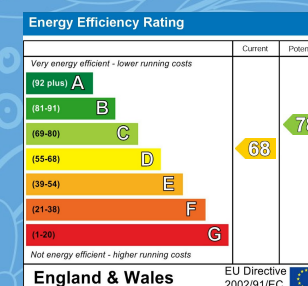 Energy Efficiency Rating
Current
Very energy efficient - lower running costs
(92 plus) A
(81-91) B
(69-80) C
(55-68) D
68
(39-54) E
(21-38) F
(1-20) G
Not energy efficient - higher running costs
England & Wales
EU Directive
2002/91/EC